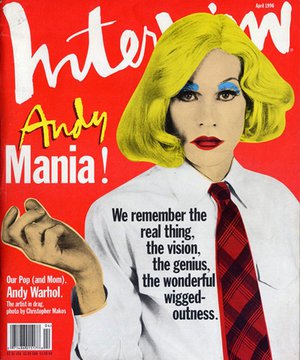 April 1996
Interview
Andy
Mania!
We remember the
real thing,
the vision,
the genius,
the wonderful
wigged-
outness.
Our Pop (and Mom),
Andy Warhol.
The artist in drag,
photo by Christopher Makos
04